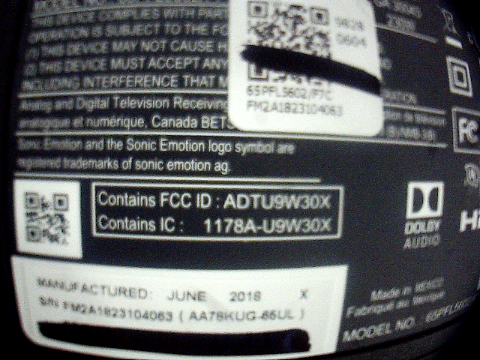 THIS DEVICE COMPLIES WITH PART
OPERATION IS SUBJECT TO THE FO
(1) THIS DEVICE MAY NOT CAUSE H
(2) THIS DEVICE MUST ACCEPT ANY
INCLUDING INTERFERENCE THAT M
9828
0604
65PFL5602/F7C
FM2A1823104063
Analog and Digital Television Receiving
analogique et numérique, Canada BETS
Sonic Emotion and the Sonic Emotion logo symbol are
registered trademarks of sonic emotion ag.
FC
Contains FCC ID : ADTU9W30X
Contains IC : 1178A-U9W30X
DOLBY
AUDIO
MANUFACTURED: JUNE 2018 X
S/N FM2A1823104063 ( AA78KUG-65UL )
Made in Mexico
Fabriqué au Mexique
MODEL NO.